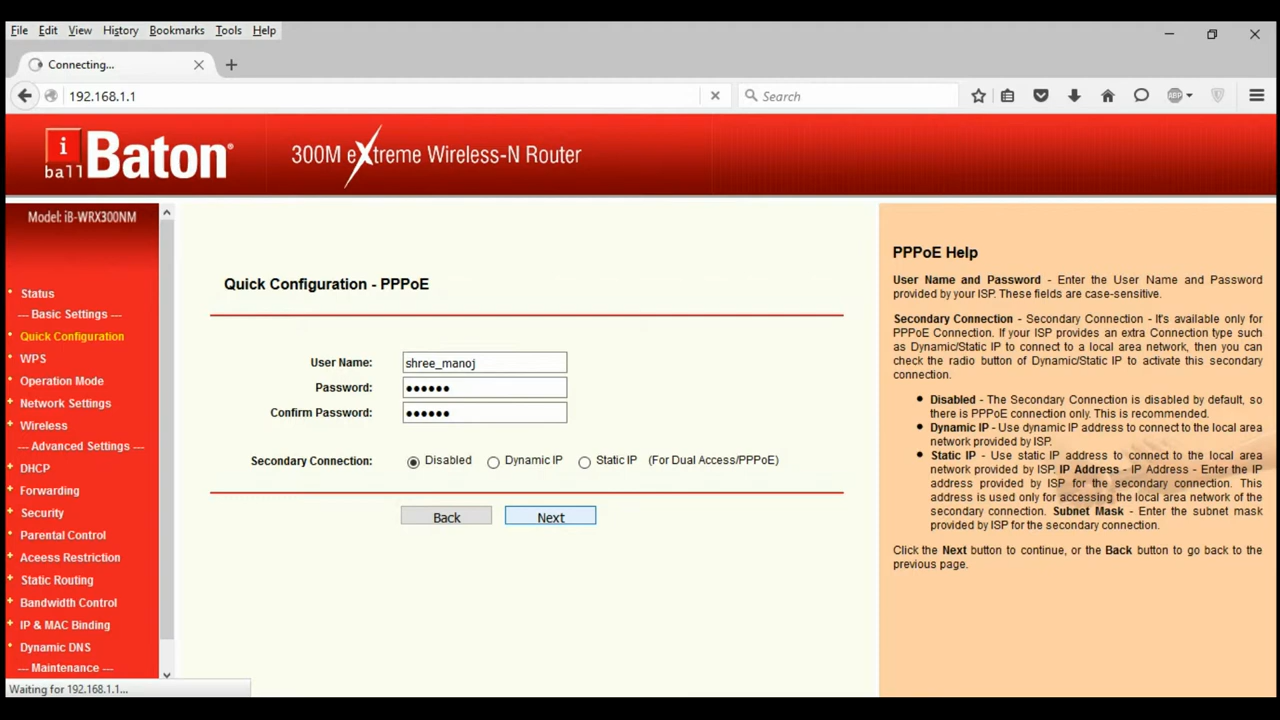 File Edit View History Bookmarks Tools Help
Connecting...
192.168.1.1
Search
ABP
i ball Baton®
300M eXtreme Wireless-N Router
Model: iB-WRX300NM
Status
--- Basic Settings ---
Quick Configuration
WPS
Operation Mode
Network Settings
Wireless
--- Advanced Settings ---
DHCP
Forwarding
Security
Parental Control
Aceess Restriction
Static Routing
Bandwidth Control
IP & MAC Binding
Dynamic DNS
--- Maintenance ---
Waiting for 192.168.1.1...
Quick Configuration - PPPoE
User Name: shree_manoj
Password: ●●●●●●
Confirm Password: ●●●●●●
Secondary Connection: Disabled Dynamic IP Static IP (For Dual Access/PPPoE)
Back Next
PPPoE Help
User Name and Password - Enter the User Name and Password
provided by your ISP. These fields are case-sensitive.
Secondary Connection - Secondary Connection - It's available only for
PPPoE Connection. If your ISP provides an extra Connection type such
as Dynamic/Static IP to connect to a local area network, then you can
check the radio button of Dynamic/Static IP to activate this secondary
connection.
● Disabled - The Secondary Connection is disabled by default, so
there is PPPoE connection only. This is recommended.
● Dynamic IP - Use dynamic IP address to connect to the local area
network provided by ISP.
● Static IP - Use static IP address to connect to the local area
network provided by ISP. IP Address - IP Address - Enter the IP
address provided by ISP for the secondary connection. This
address is used only for accessing the local area network of the
secondary connection. Subnet Mask - Enter the subnet mask
provided by ISP for the secondary connection.
Click the Next button to continue, or the Back button to go back to the
previous page.